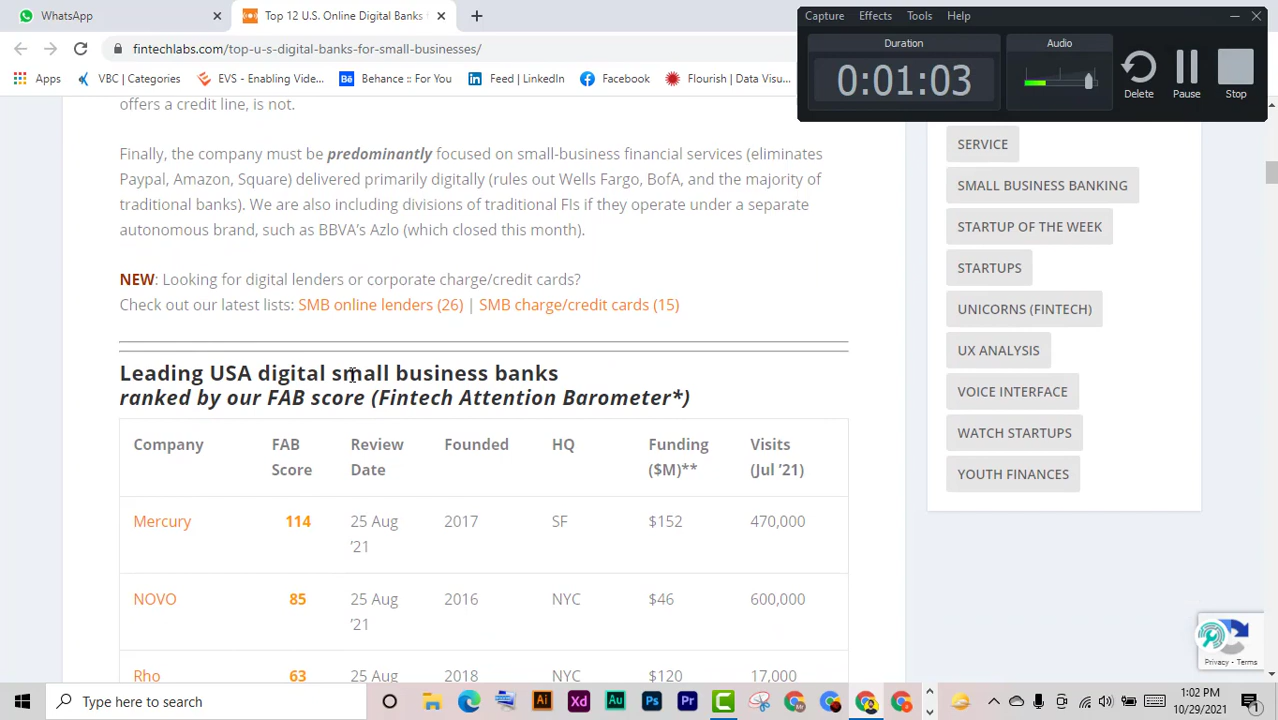 WhatsApp
Top 12 U.S. Online Digital Banks
Capture Effects Tools Help
Duration
0:01:03
Audio
Delete Pause Stop
fintechlabs.com/top-u-s-digital-banks-for-small-businesses/
Apps VBC | Categories EVS - Enabling Vide... Behance :: For You Feed | LinkedIn Facebook Flourish | Data Visu...
offers a credit line, is not.
Finally, the company must be predominantly focused on small-business financial services (eliminates
Paypal, Amazon, Square) delivered primarily digitally (rules out Wells Fargo, BofA, and the majority of
traditional banks). We are also including divisions of traditional FIs if they operate under a separate
autonomous brand, such as BBVA's Azlo (which closed this month).
NEW: Looking for digital lenders or corporate charge/credit cards?
Check out our latest lists: SMB online lenders (26) | SMB charge/credit cards (15)
Leading USA digital small business banks
ranked by our FAB score (Fintech Attention Barometer*)
Company FAB Score Review Date Founded HQ Funding ($M)** Visits (Jul '21)
Mercury 114 25 Aug '21 2017 SF $152 470,000
NOVO 85 25 Aug '21 2016 NYC $46 600,000
Rho 63 25 Aug 2018 NYC $120 17,000
SERVICE
SMALL BUSINESS BANKING
STARTUP OF THE WEEK
STARTUPS
UNICORNS (FINTECH)
UX ANALYSIS
VOICE INTERFACE
WATCH STARTUPS
YOUTH FINANCES
Privacy - Terms
Type here to search
1:02 PM
10/29/2021